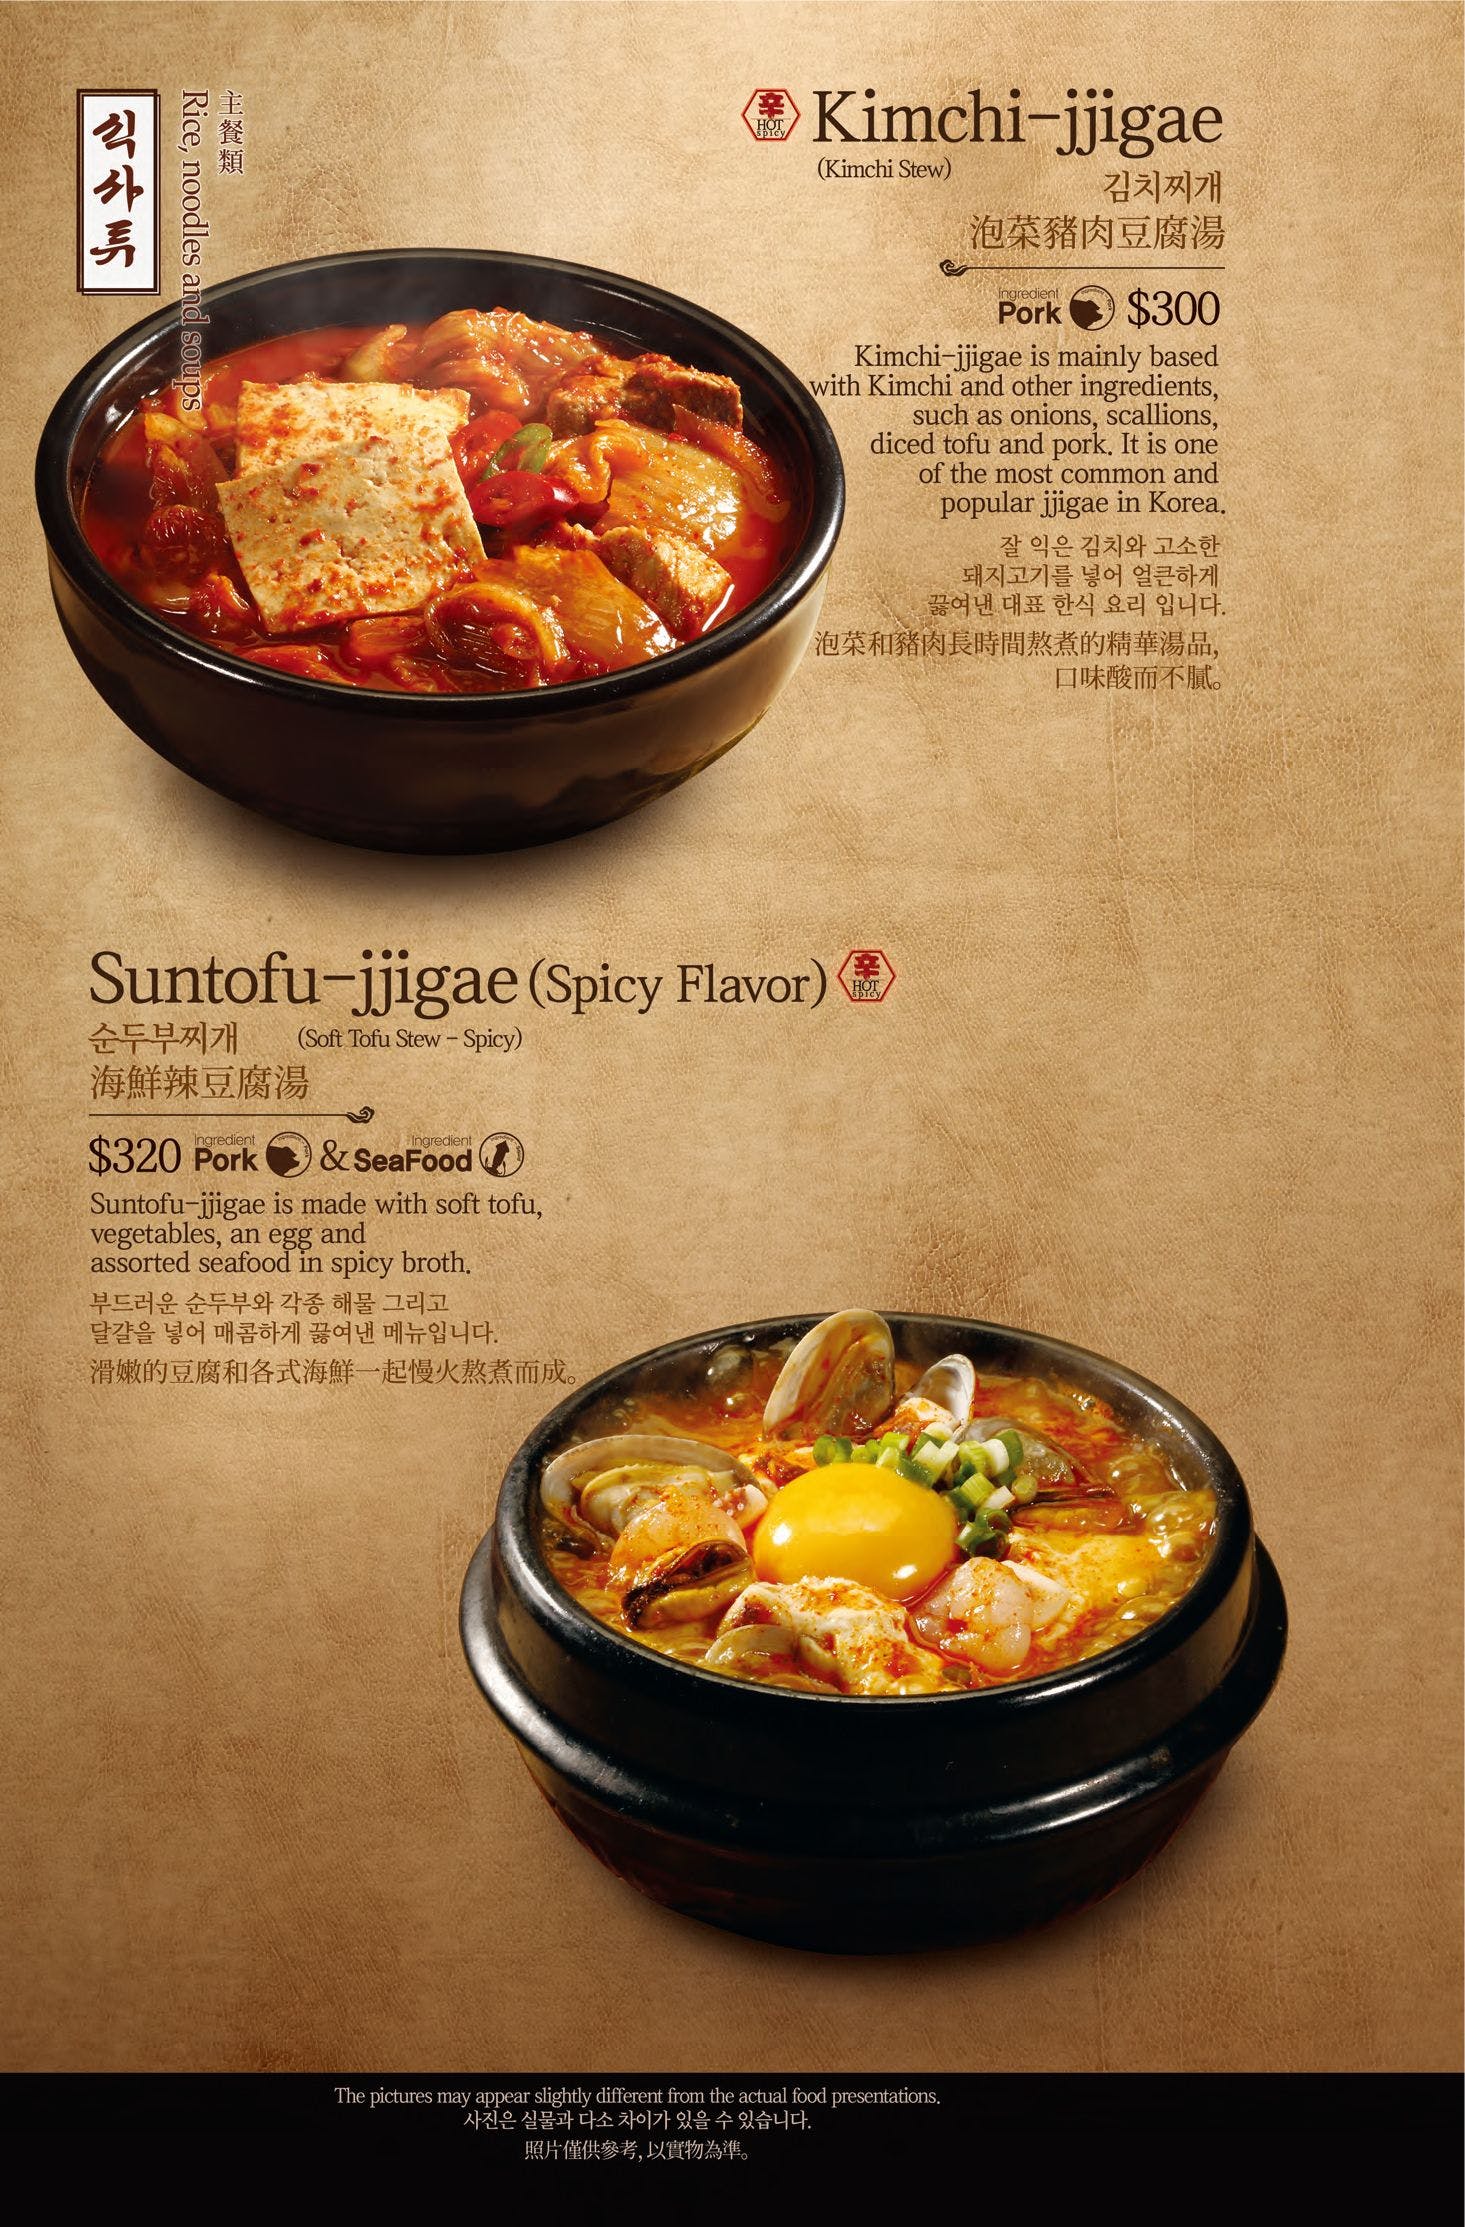 식사류
主餐類
Rice, noodles and soups
辛
HOT
spicy
Kimchi-jjigae
(Kimchi Stew)
김치찌개
泡菜豬肉豆腐湯
Ingredient
Pork
$300
Kimchi-jjigae is mainly based
with Kimchi and other ingredients,
such as onions, scallions,
diced tofu and pork. It is one
of the most common and
popular jjigae in Korea.
잘 익은 김치와 고소한
돼지고기를 넣어 얼큰하게
끓여낸 대표 한식 요리 입니다.
泡菜和豬肉長時間熬煮的精華湯品,
口味酸而不膩。
Suntofu-jjigae (Spicy Flavor)
辛
HOT
spicy
순두부찌개 (Soft Tofu Stew - Spicy)
海鮮辣豆腐湯
$320 Ingredient Pork & Ingredient SeaFood
Suntofu-jjigae is made with soft tofu,
vegetables, an egg and
assorted seafood in spicy broth.
부드러운 순두부와 각종 해물 그리고
달걀을 넣어 매콤하게 끓여낸 메뉴입니다.
滑嫩的豆腐和各式海鮮一起慢火熬煮而成。
The pictures may appear slightly different from the actual food presentations.
사진은 실물과 다소 차이가 있을 수 있습니다.
照片僅供參考, 以實物為準。